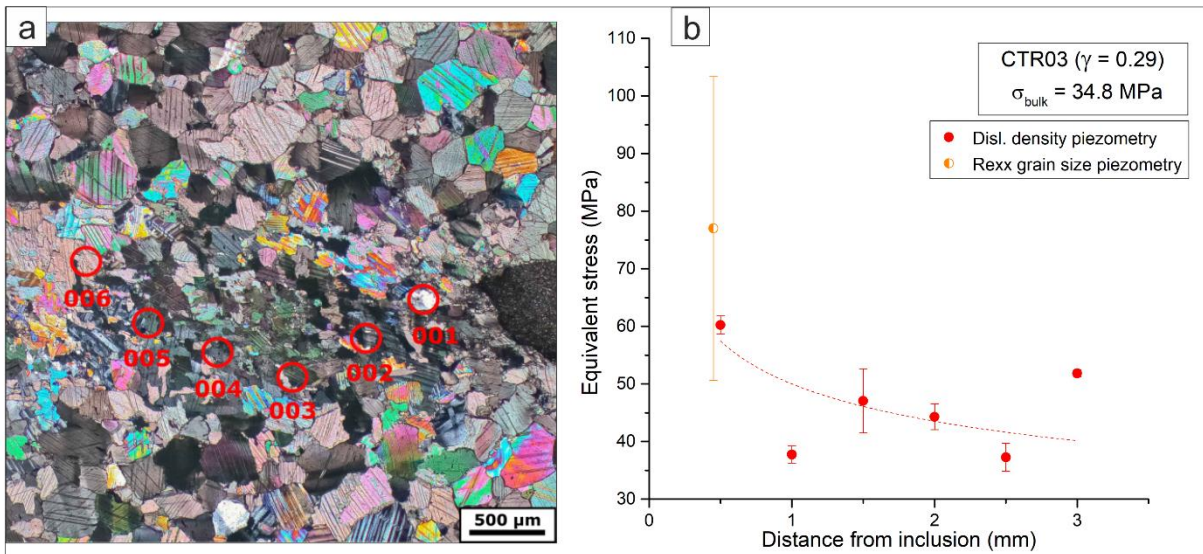 a
006
005
004
003
002
001
500 µm
b
CTR03 (γ = 0.29)
σbulk = 34.8 MPa
Disl. density piezometry
Rexx grain size piezometry
Equivalent stress (MPa)
110
100
90
80
70
60
50
40
30
0
1
2
3
Distance from inclusion (mm)